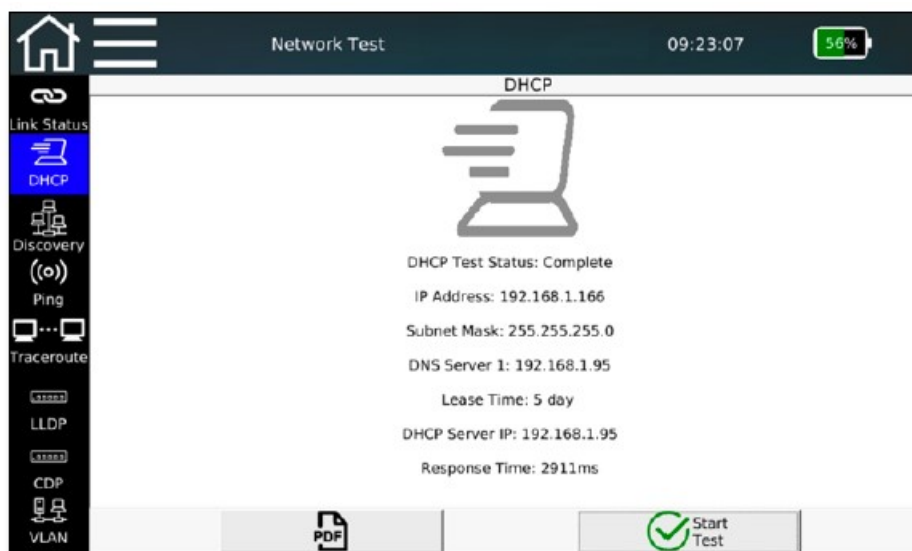 Network Test
09:23:07
56%
DHCP
Link Status
DHCP
Discovery
Ping
Traceroute
LLDP
CDP
VLAN
DHCP Test Status: Complete
IP Address: 192.168.1.166
Subnet Mask: 255.255.255.0
DNS Server 1: 192.168.1.95
Lease Time: 5 day
DHCP Server IP: 192.168.1.95
Response Time: 2911ms
PDF
Start
Test